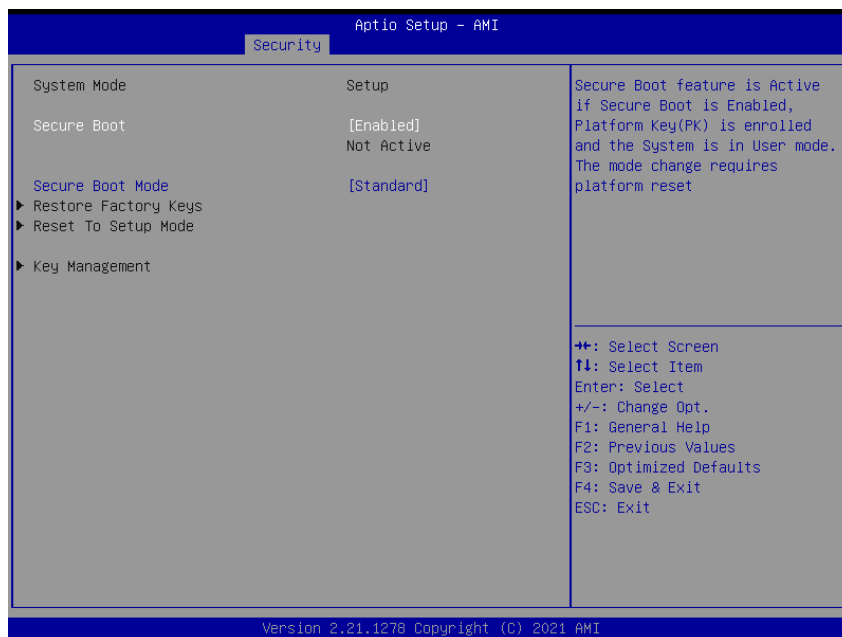 Aptio Setup – AMI
Security
System Mode Setup
Secure Boot [Enabled]
Not Active
Secure Boot Mode [Standard]
▶ Restore Factory Keys
▶ Reset To Setup Mode
▶ Key Management
Secure Boot feature is Active
if Secure Boot is Enabled,
Platform Key(PK) is enrolled
and the System is in User mode.
The mode change requires
platform reset
→←: Select Screen
↑↓: Select Item
Enter: Select
+/-: Change Opt.
F1: General Help
F2: Previous Values
F3: Optimized Defaults
F4: Save & Exit
ESC: Exit
Version 2.21.1278 Copyright (C) 2021 AMI